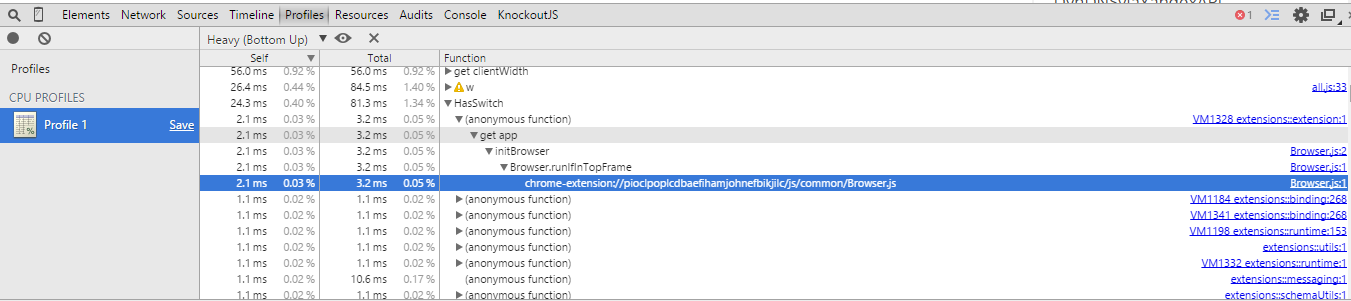 Elements Network Sources Timeline Profiles Resources Audits Console KnockoutJS 1
Heavy (Bottom Up)
Profiles
CPU PROFILES
Profile 1 Save
Self Total Function
56.0 ms 0.92 % 56.0 ms 0.92 % get clientWidth
26.4 ms 0.44 % 84.5 ms 1.40 % w all.js:33
24.3 ms 0.40 % 81.3 ms 1.34 % HasSwitch
2.1 ms 0.03 % 3.2 ms 0.05 % (anonymous function) VM1328 extensions::extension:1
2.1 ms 0.03 % 3.2 ms 0.05 % get app
2.1 ms 0.03 % 3.2 ms 0.05 % initBrowser Browser.js:2
2.1 ms 0.03 % 3.2 ms 0.05 % Browser.runIfInTopFrame Browser.js:1
2.1 ms 0.03 % 3.2 ms 0.05 % chrome-extension://pioclpoplcdbaefihamjohnefbikjilc/js/common/Browser.js Browser.js:1
1.1 ms 0.02 % 1.1 ms 0.02 % (anonymous function) VM1184 extensions::binding:268
1.1 ms 0.02 % 1.1 ms 0.02 % (anonymous function) VM1341 extensions::binding:268
1.1 ms 0.02 % 1.1 ms 0.02 % (anonymous function) VM1198 extensions::runtime:153
1.1 ms 0.02 % 1.1 ms 0.02 % (anonymous function) extensions::utils:1
1.1 ms 0.02 % 1.1 ms 0.02 % (anonymous function) VM1332 extensions::runtime:1
1.1 ms 0.02 % 10.6 ms 0.17 % (anonymous function) extensions::messaging:1
1.1 ms 0.02 % 1.1 ms 0.02 % (anonymous function) extensions::schemaUtils:1